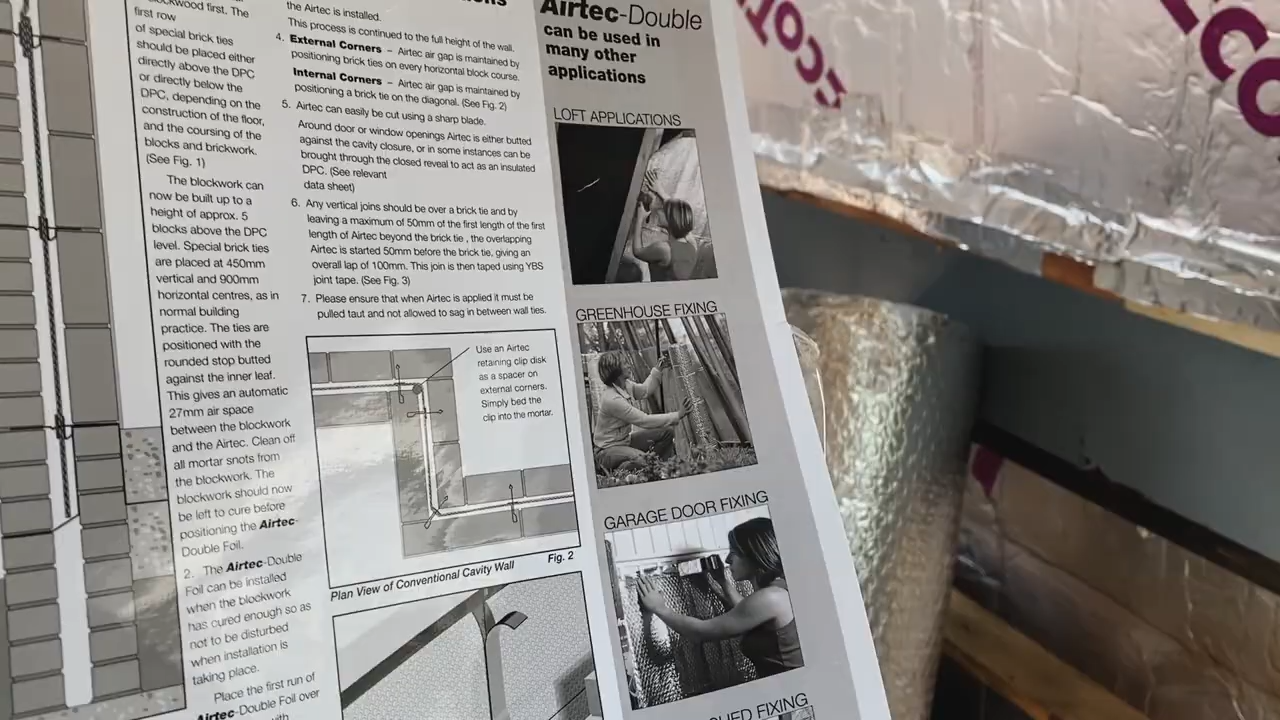 first row
of special brick ties
should be placed either
directly above the DPC
or directly below the
DPC, depending on the
construction of the floor,
and the coursing of the
blocks and brickwork.
(See Fig. 1)
The blockwork can
now be built up to a
height of approx. 5
blocks above the DPC
level. Special brick ties
are placed at 450mm
vertical and 900mm
horizontal centres, as in
normal building
practice. The ties are
positioned with the
rounded stop butted
against the inner leaf.
This gives an automatic
27mm air space
between the blockwork
and the Airtec. Clean off
all mortar snots from
the blockwork. The
blockwork should now
be left to cure before
positioning the Airtec-
Double Foil.
2. The Airtec-Double
Foil can be installed
when the blockwork
has cured enough so as
not to be disturbed
when installation is
taking place.
Place the first run of
Airtec-Double Foil over
the Airtec is installed.
This process is continued to the full height of the wall.
4. External Corners – Airtec air gap is maintained by
positioning brick ties on every horizontal block course.
Internal Corners – Airtec air gap is maintained by
positioning a brick tie on the diagonal. (See Fig. 2)
5. Airtec can easily be cut using a sharp blade.
Around door or window openings Airtec is either butted
against the cavity closure, or in some instances can be
brought through the closed reveal to act as an insulated
DPC. (See relevant
data sheet)
6. Any vertical joins should be over a brick tie and by
leaving a maximum of 50mm of the first length of the first
length of Airtec beyond the brick tie , the overlapping
Airtec is started 50mm before the brick tie, giving an
overall lap of 100mm. This join is then taped using YBS
joint tape. (See Fig. 3)
7. Please ensure that when Airtec is applied it must be
pulled taut and not allowed to sag in between wall ties.
Use an Airtec
retaining clip disk
as a spacer on
external corners.
Simply bed the
clip into the mortar.
Plan View of Conventional Cavity Wall
Fig. 2
Airtec-Double
can be used in
many other
applications
LOFT APPLICATIONS
GREENHOUSE FIXING
GARAGE DOOR FIXING
FIXING